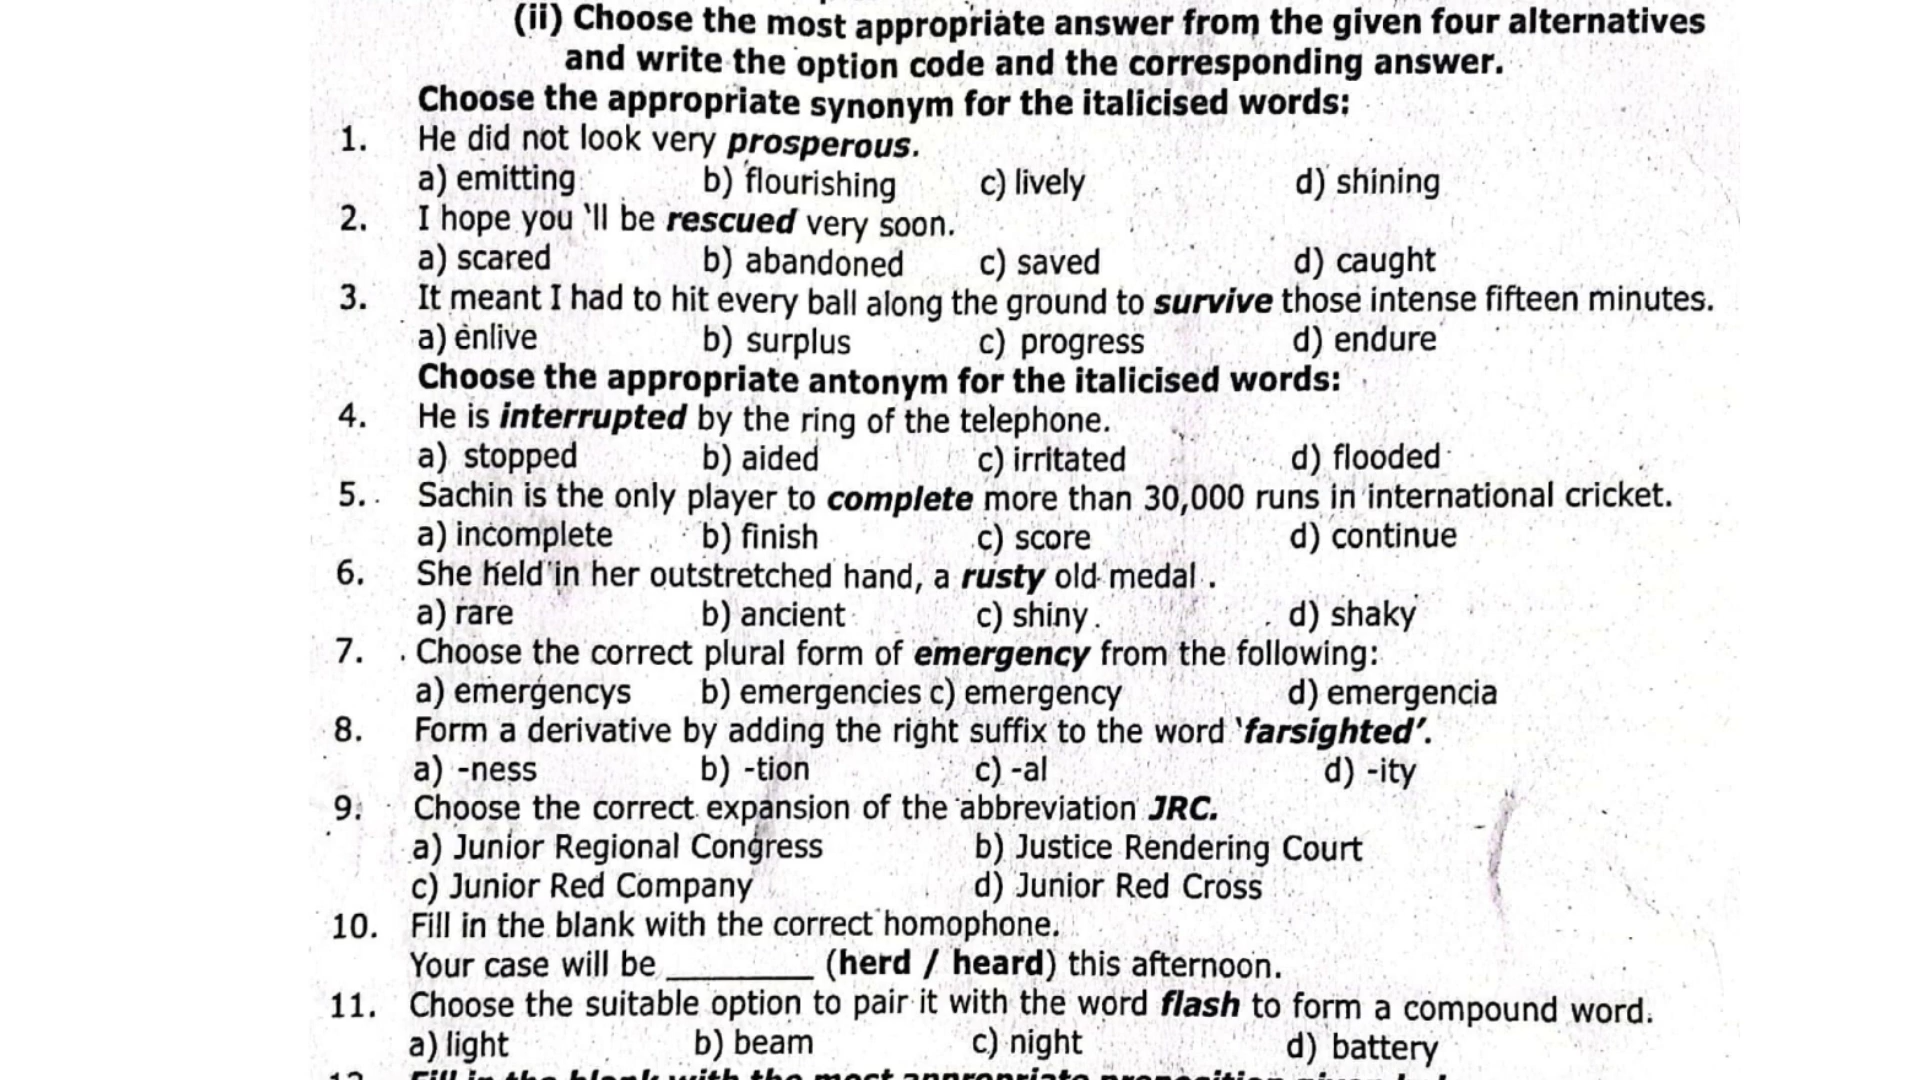 (ii) Choose the most appropriate answer from the given four alternatives
and write the option code and the corresponding answer.
Choose the appropriate synonym for the italicised words:
1. He did not look very prosperous.
a) emitting b) flourishing c) lively d) shining
2. I hope you 'll be rescued very soon.
a) scared b) abandoned c) saved d) caught
3. It meant I had to hit every ball along the ground to survive those intense fifteen minutes.
a) enlive b) surplus c) progress d) endure
Choose the appropriate antonym for the italicised words:
4. He is interrupted by the ring of the telephone.
a) stopped b) aided c) irritated d) flooded
5. Sachin is the only player to complete more than 30,000 runs in international cricket.
a) incomplete b) finish c) score d) continue
6. She held in her outstretched hand, a rusty old medal .
a) rare b) ancient c) shiny . d) shaky
7. Choose the correct plural form of emergency from the following:
a) emergencys b) emergencies c) emergency d) emergencia
8. Form a derivative by adding the right suffix to the word 'farsighted'.
a) -ness b) -tion c) -al d) -ity
9. Choose the correct expansion of the abbreviation JRC.
a) Junior Regional Congress b) Justice Rendering Court
c) Junior Red Company d) Junior Red Cross
10. Fill in the blank with the correct homophone.
Your case will be ________ (herd / heard) this afternoon.
11. Choose the suitable option to pair it with the word flash to form a compound word.
a) light b) beam c) night d) battery
12. Fill in the blank with the most appropriate preposition given